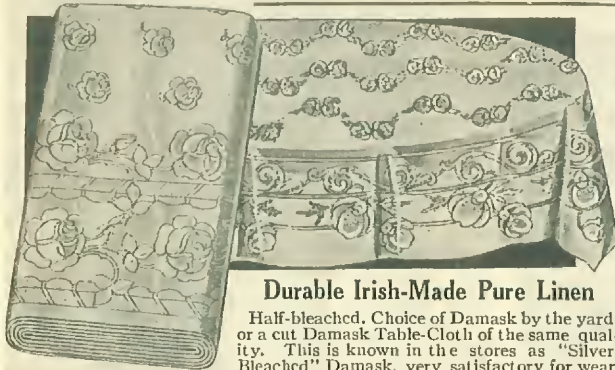 Durable Irish-Made Pure Linen
Half-bleached. Choice of Damask by the yard
or a cut Damask Table-Cloth of the same qual-
ity. This is known in the stores as "Silver
Bleached" Damask, very satisfactory for wear